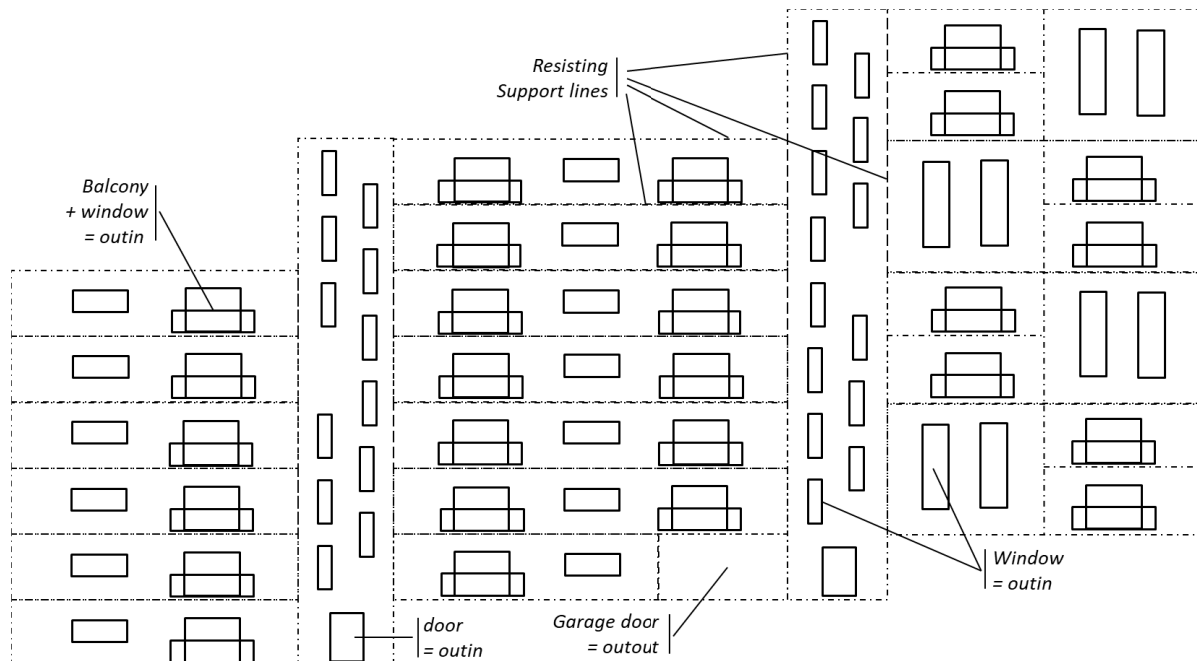 Resisting
Support lines
Balcony
+ window
= outin
door
= outin
Garage door
= outout
Window
= outin